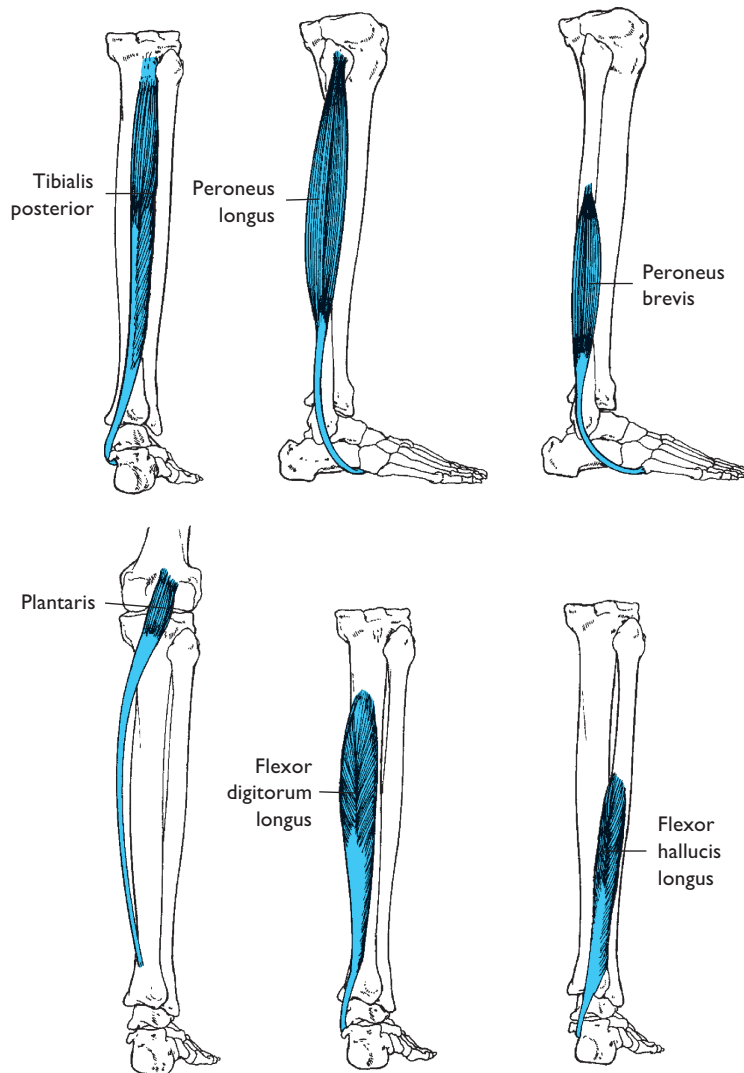 Tibialis
posterior
Peroneus
longus
Peroneus
brevis
Plantaris
Flexor
digitorum
longus
Flexor
hallucis
longus